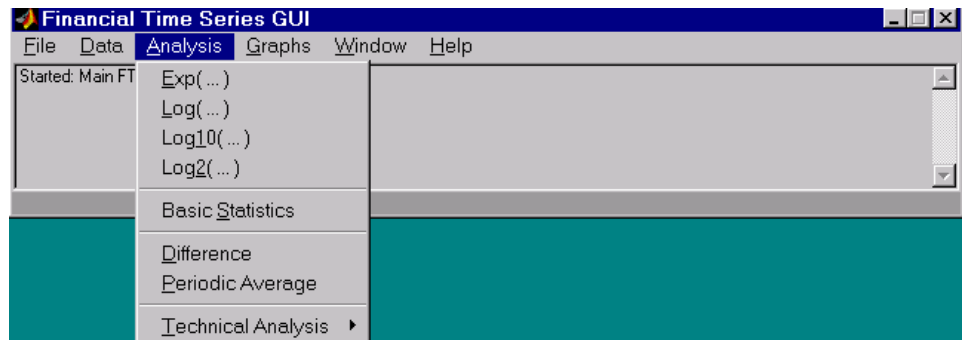 Financial Time Series GUI
File Data Analysis Graphs Window Help
Started: Main FT
Exp(...)
Log(...)
Log10(...)
Log2(...)
Basic Statistics
Difference
Periodic Average
Technical Analysis